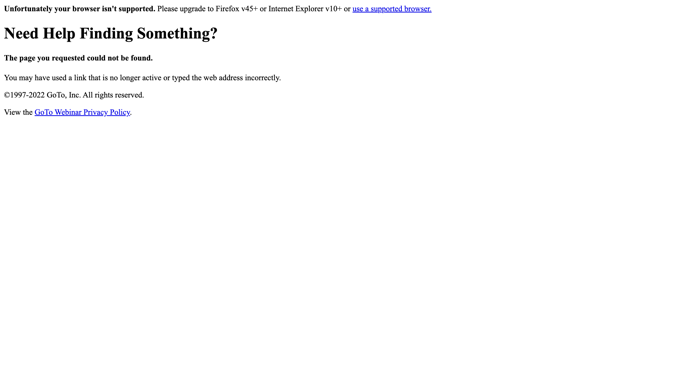 Unfortunately your browser isn't supported. Please upgrade to Firefox v45+ or Internet Explorer v10+ or use a supported browser.
Need Help Finding Something?
The page you requested could not be found.
You may have used a link that is no longer active or typed the web address incorrectly.
©1997-2022 GoTo, Inc. All rights reserved.
View the GoTo Webinar Privacy Policy.